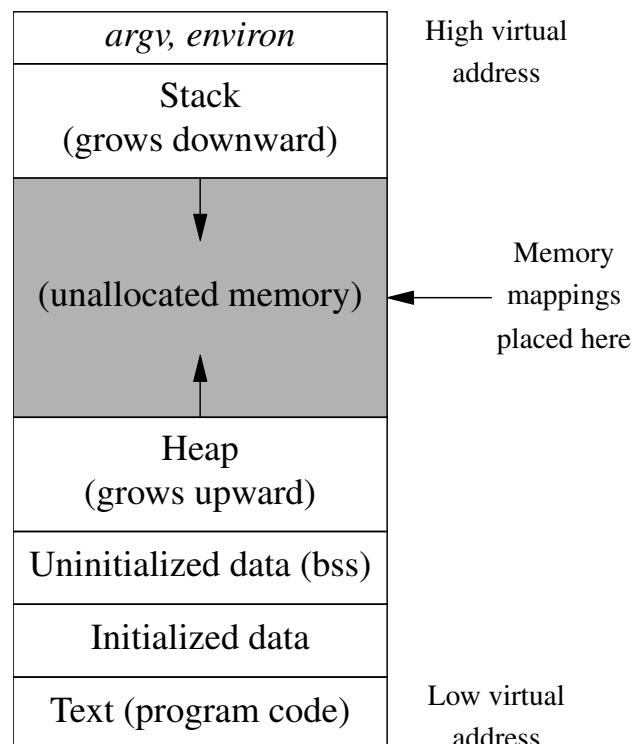 argv, environ
High virtual
address
Stack
(grows downward)
(unallocated memory)
Memory
mappings
placed here
Heap
(grows upward)
Uninitialized data (bss)
Initialized data
Text (program code)
Low virtual
address